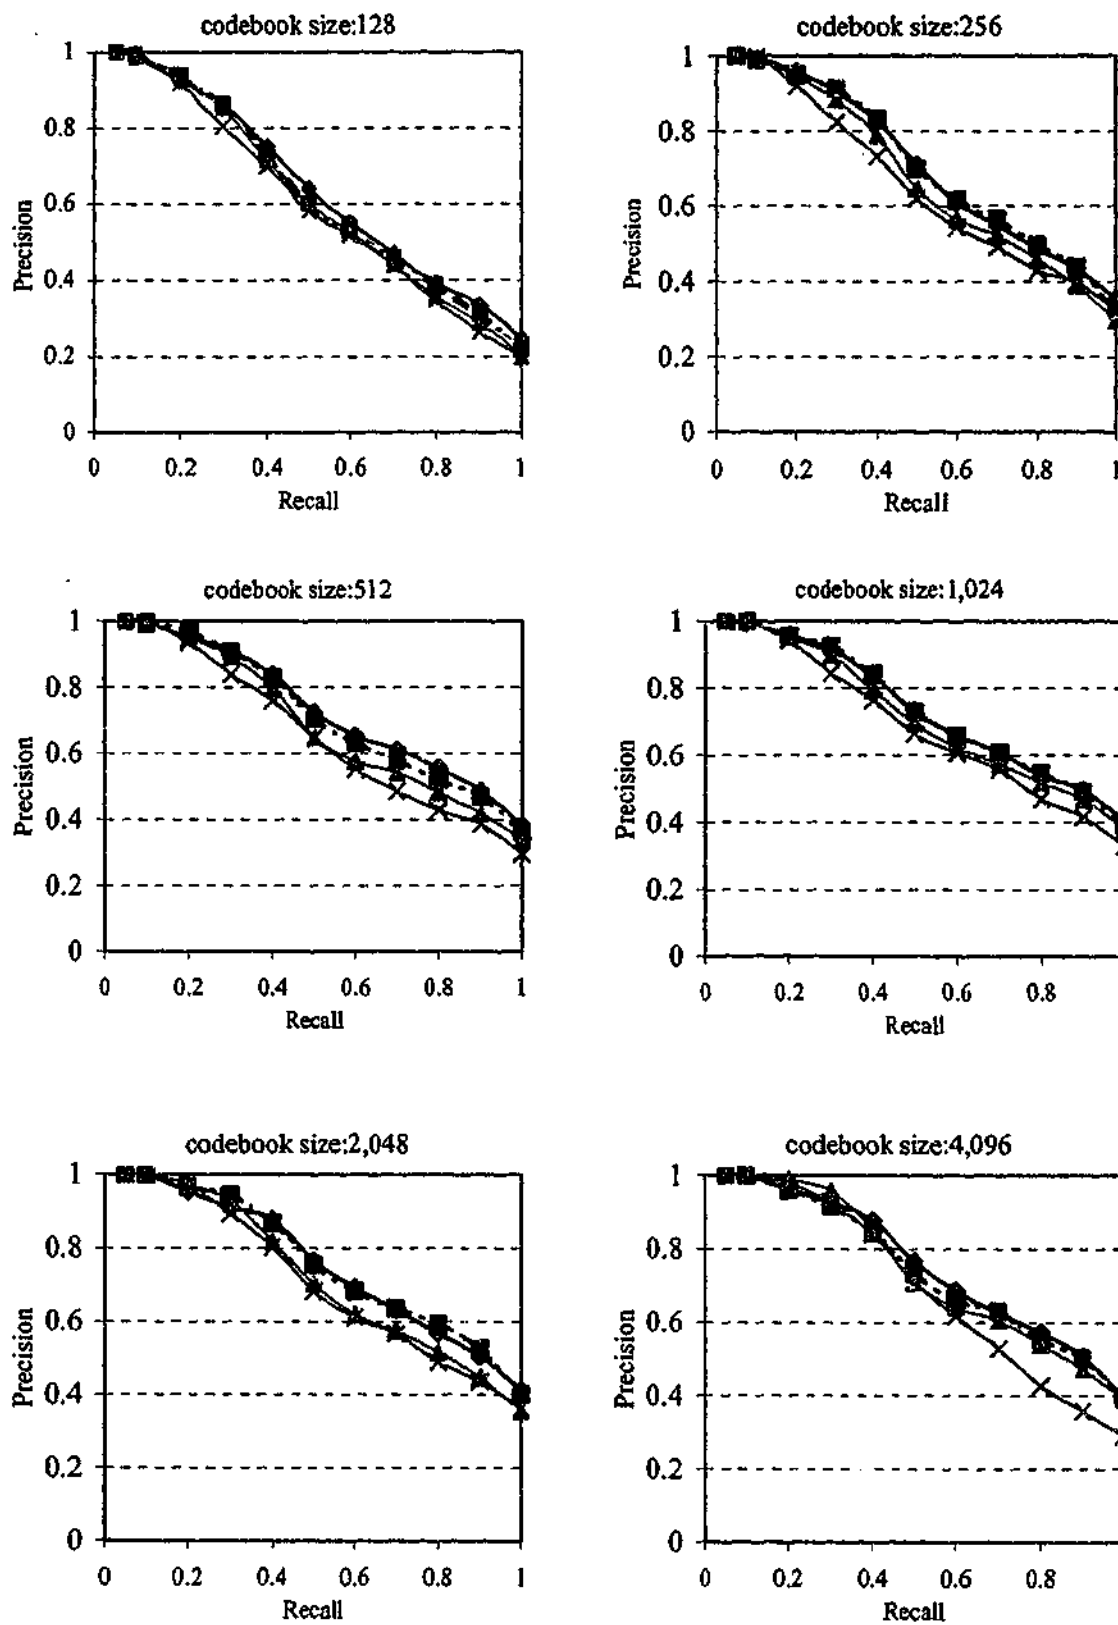 codebook size:128
1
0.8
0.6
0.4
0.2
0
Precision
0 0.2 0.4 0.6 0.8 1
Recall
codebook size:256
1
0.8
0.6
0.4
0.2
0
Precision
0 0.2 0.4 0.6 0.8 1
Recall
codebook size:512
1
0.8
0.6
0.4
0.2
0
Precision
0 0.2 0.4 0.6 0.8 1
Recall
codebook size:1,024
1
0.8
0.6
0.4
0.2
0
Precision
0 0.2 0.4 0.6 0.8
Recall
codebook size:2,048
1
0.8
0.6
0.4
0.2
0
Precision
0 0.2 0.4 0.6 0.8 1
Recall
codebook size:4,096
1
0.8
0.6
0.4
0.2
0
Precision
0 0.2 0.4 0.6 0.8
Recall